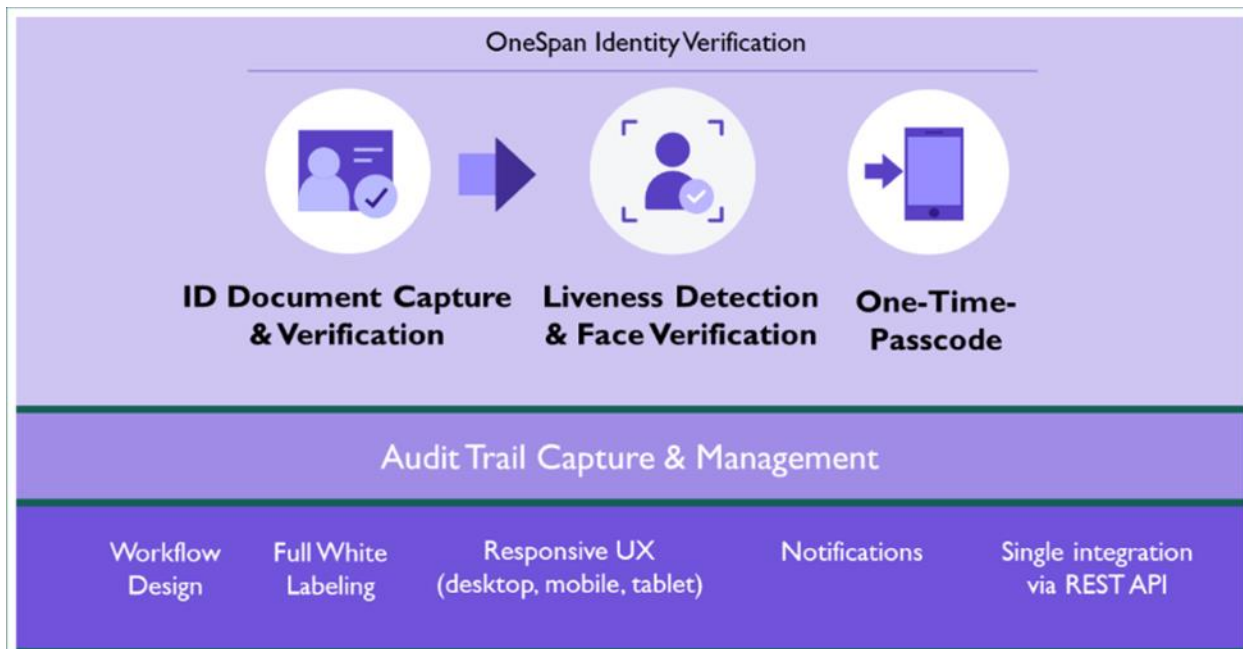 OneSpan Identity Verification
ID Document Capture
& Verification
Liveness Detection
& Face Verification
One-Time-
Passcode
Audit Trail Capture & Management
Workflow
Design
Full White
Labeling
Responsive UX
(desktop, mobile, tablet)
Notifications
Single integration
via REST API